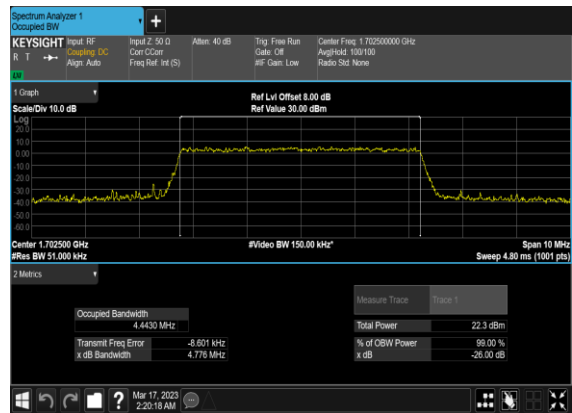 Spectrum Analyzer 1
Occupied BW
KEYSIGHT
R T
LW
Input: RF
Coupling: DC
Align: Auto
Input Z: 50 Ω
Corr CCorr
Freq Ref: Int (S)
Atten: 40 dB
Trig: Free Run
Gate: Off
#IF Gain: Low
Center Freq: 1.702500000 GHz
Avg|Hold: 100/100
Radio Std: None
1 Graph
Scale/Div 10.0 dB
Ref Lvl Offset 8.00 dB
Ref Value 30.00 dBm
Log
20.0
10.0
0.00
-10.0
-20.0
-30.0
-40.0
-50.0
-60.0
Center 1.702500 GHz
#Res BW 51.000 kHz
#Video BW 150.00 kHz*
Span 10 MHz
Sweep 4.80 ms (1001 pts)
2 Metrics
Measure Trace
Trace 1
Occupied Bandwidth
4.4430 MHz
Total Power 22.3 dBm
Transmit Freq Error -8.601 kHz
% of OBW Power 99.00 %
x dB Bandwidth 4.776 MHz
x dB -26.00 dB
?
Mar 17, 2023
2:20:18 AM